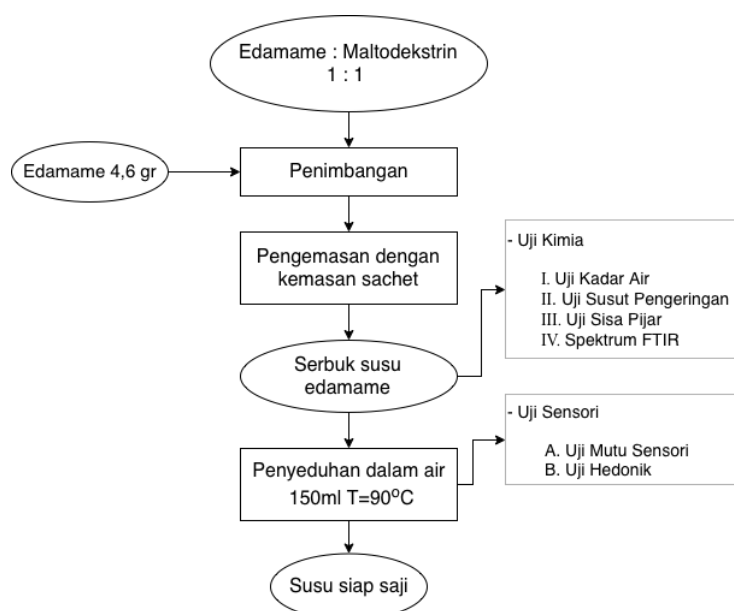 Edamame : Maltodekstrin
1 : 1
Edamame 4,6 gr
Penimbangan
Pengemasan dengan
kemasan sachet
- Uji Kimia
I. Uji Kadar Air
II. Uji Susut Pengeringan
III. Uji Sisa Pijar
IV. Spektrum FTIR
Serbuk susu
edamame
- Uji Sensori
A. Uji Mutu Sensori
B. Uji Hedonik
Penyeduhan dalam air
150ml T=90⁰C
Susu siap saji